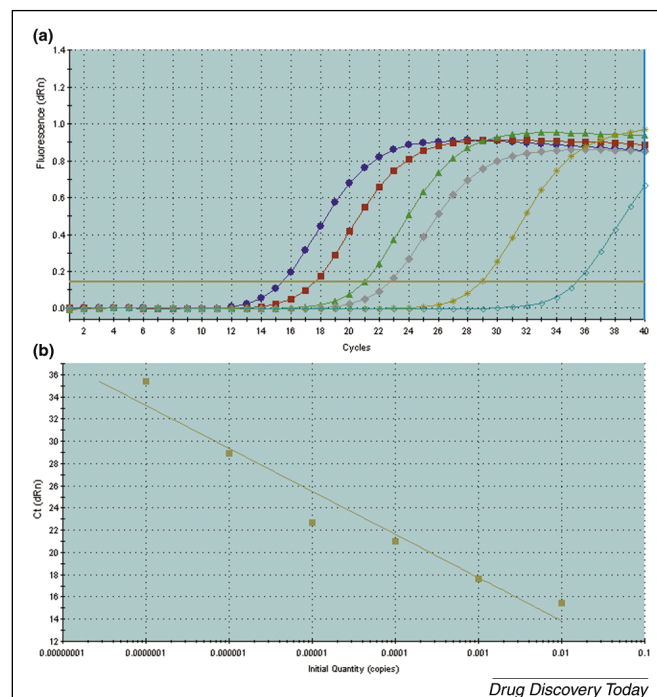 (a)
1.4
1.2
1.0
0.8
0.6
0.4
0.2
0.0
Fluorescence (dRn)
2 4 6 8 10 12 14 16 18 20 22 24 26 28 30 32 34 36 38 40
Cycles
(b)
36
34
32
30
28
26
24
22
20
18
16
14
12
Ct (dRn)
0.00000001 0.0000001 0.000001 0.00001 0.0001 0.001 0.01 0.1
Initial Quantity (copies)
Drug Discovery Today